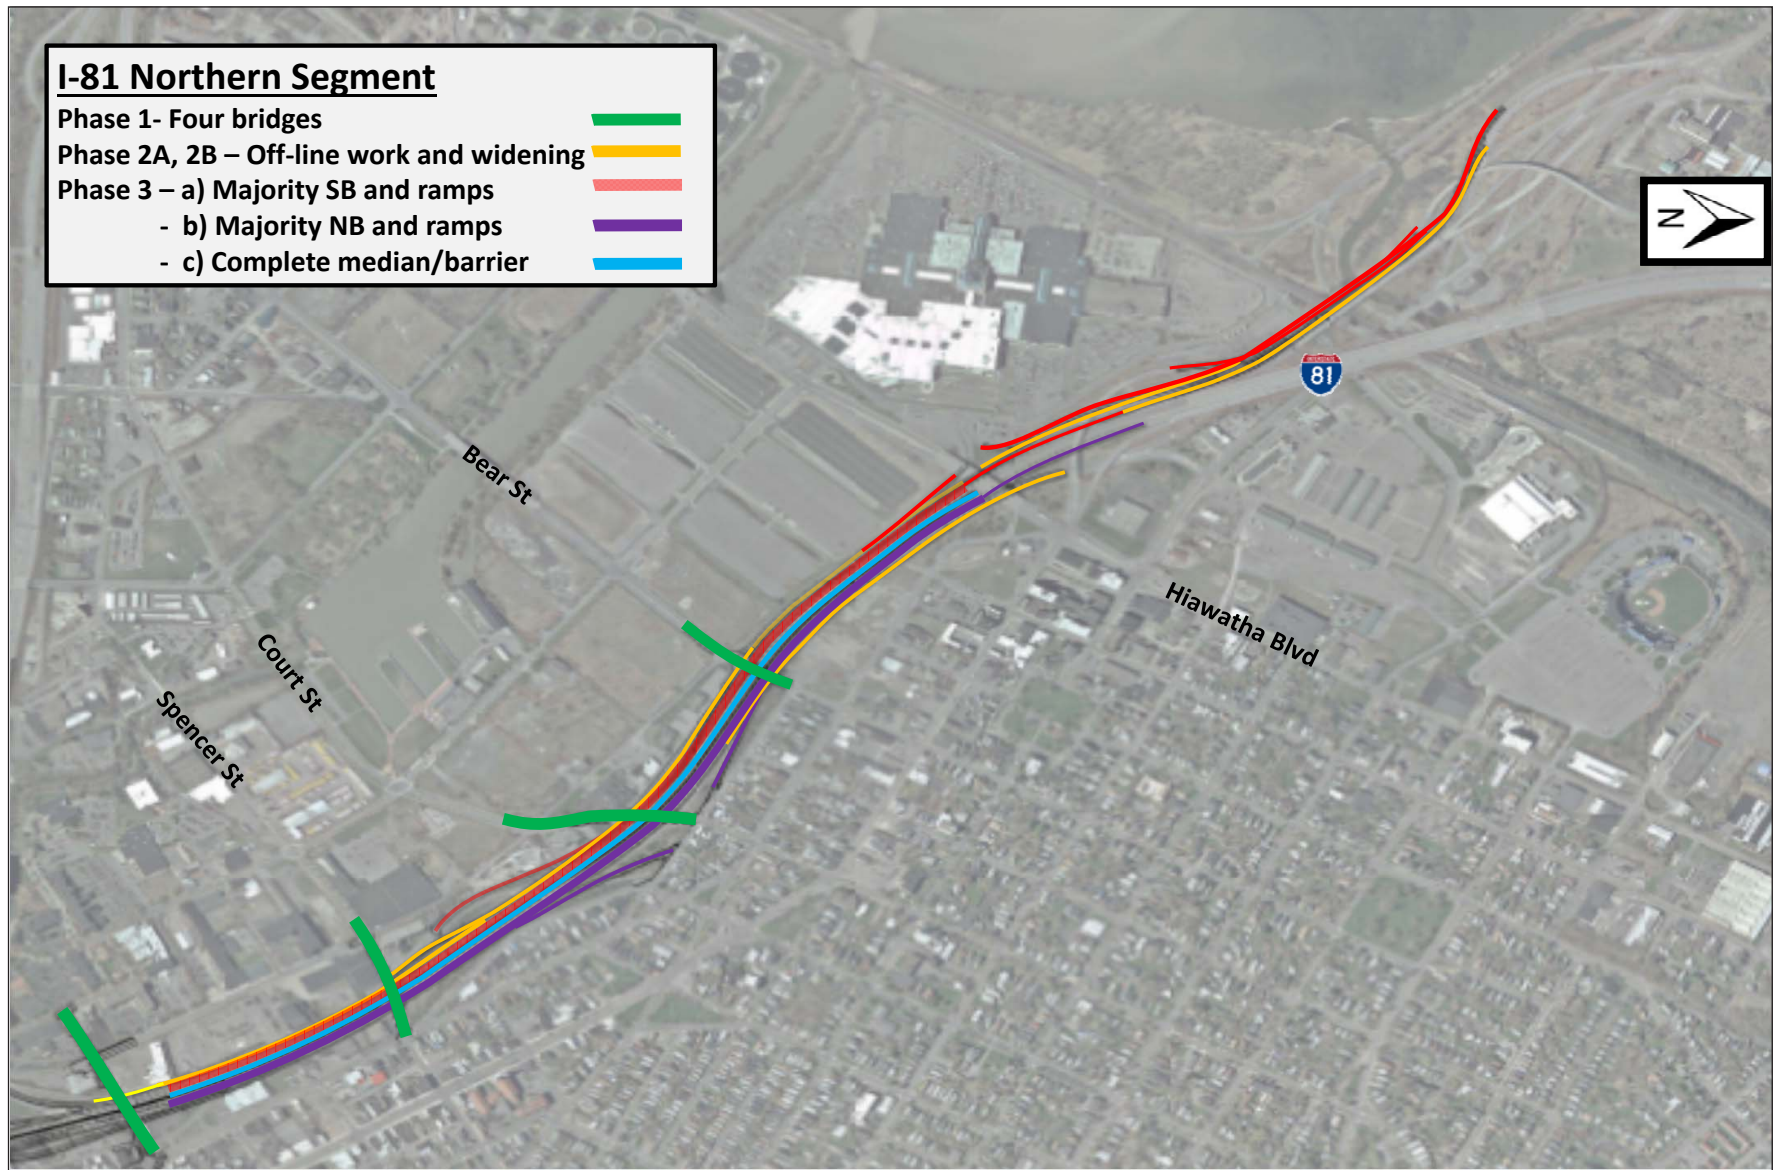 I-81 Northern Segment
Phase 1- Four bridges
Phase 2A, 2B – Off-line work and widening
Phase 3 – a) Majority SB and ramps
- b) Majority NB and ramps
- c) Complete median/barrier
N
INTERSTATE
81
Bear St
Hiawatha Blvd
Court St
Spencer St